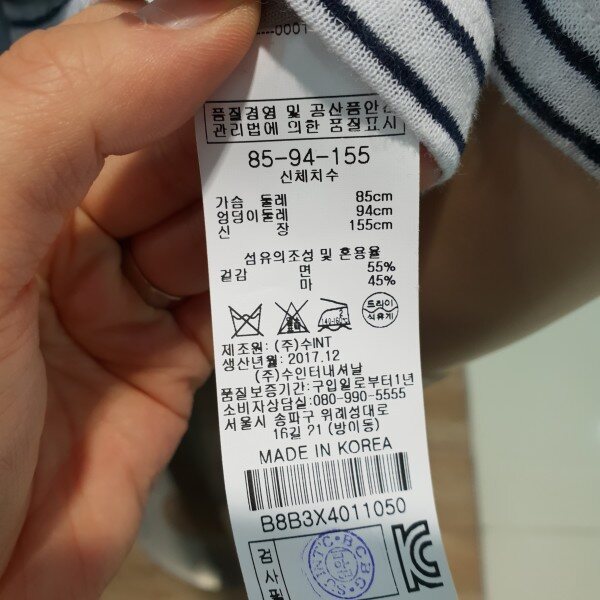 ----0001
품질경영 및 공산품안전
관리법에 의한 품질표시
85-94-155
신체치수
가슴 둘레 85cm
엉덩이둘레 94cm
신 장 155cm
섬유의조성 및 혼용율
겉감 면 55%
마 45%
드라이
석유계
제조원: (주)수INT
생산년월: 2017.12
(주)수인터내셔날
품질보증기간:구입일로부터1년
소비자상담실:080-990-5555
서울시 송파구 위례성대로
16길 21 (방이동)
MADE IN KOREA
B8B3X4011050
검사필